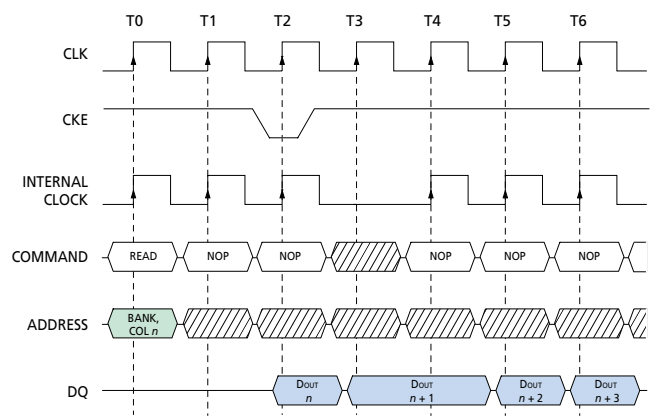 T0 T1 T2 T3 T4 T5 T6
CLK
CKE
INTERNAL
CLOCK
COMMAND READ NOP NOP NOP NOP NOP
ADDRESS
BANK,
COL n
DQ
DOUT
n
DOUT
n + 1
DOUT
n + 2
DOUT
n + 3